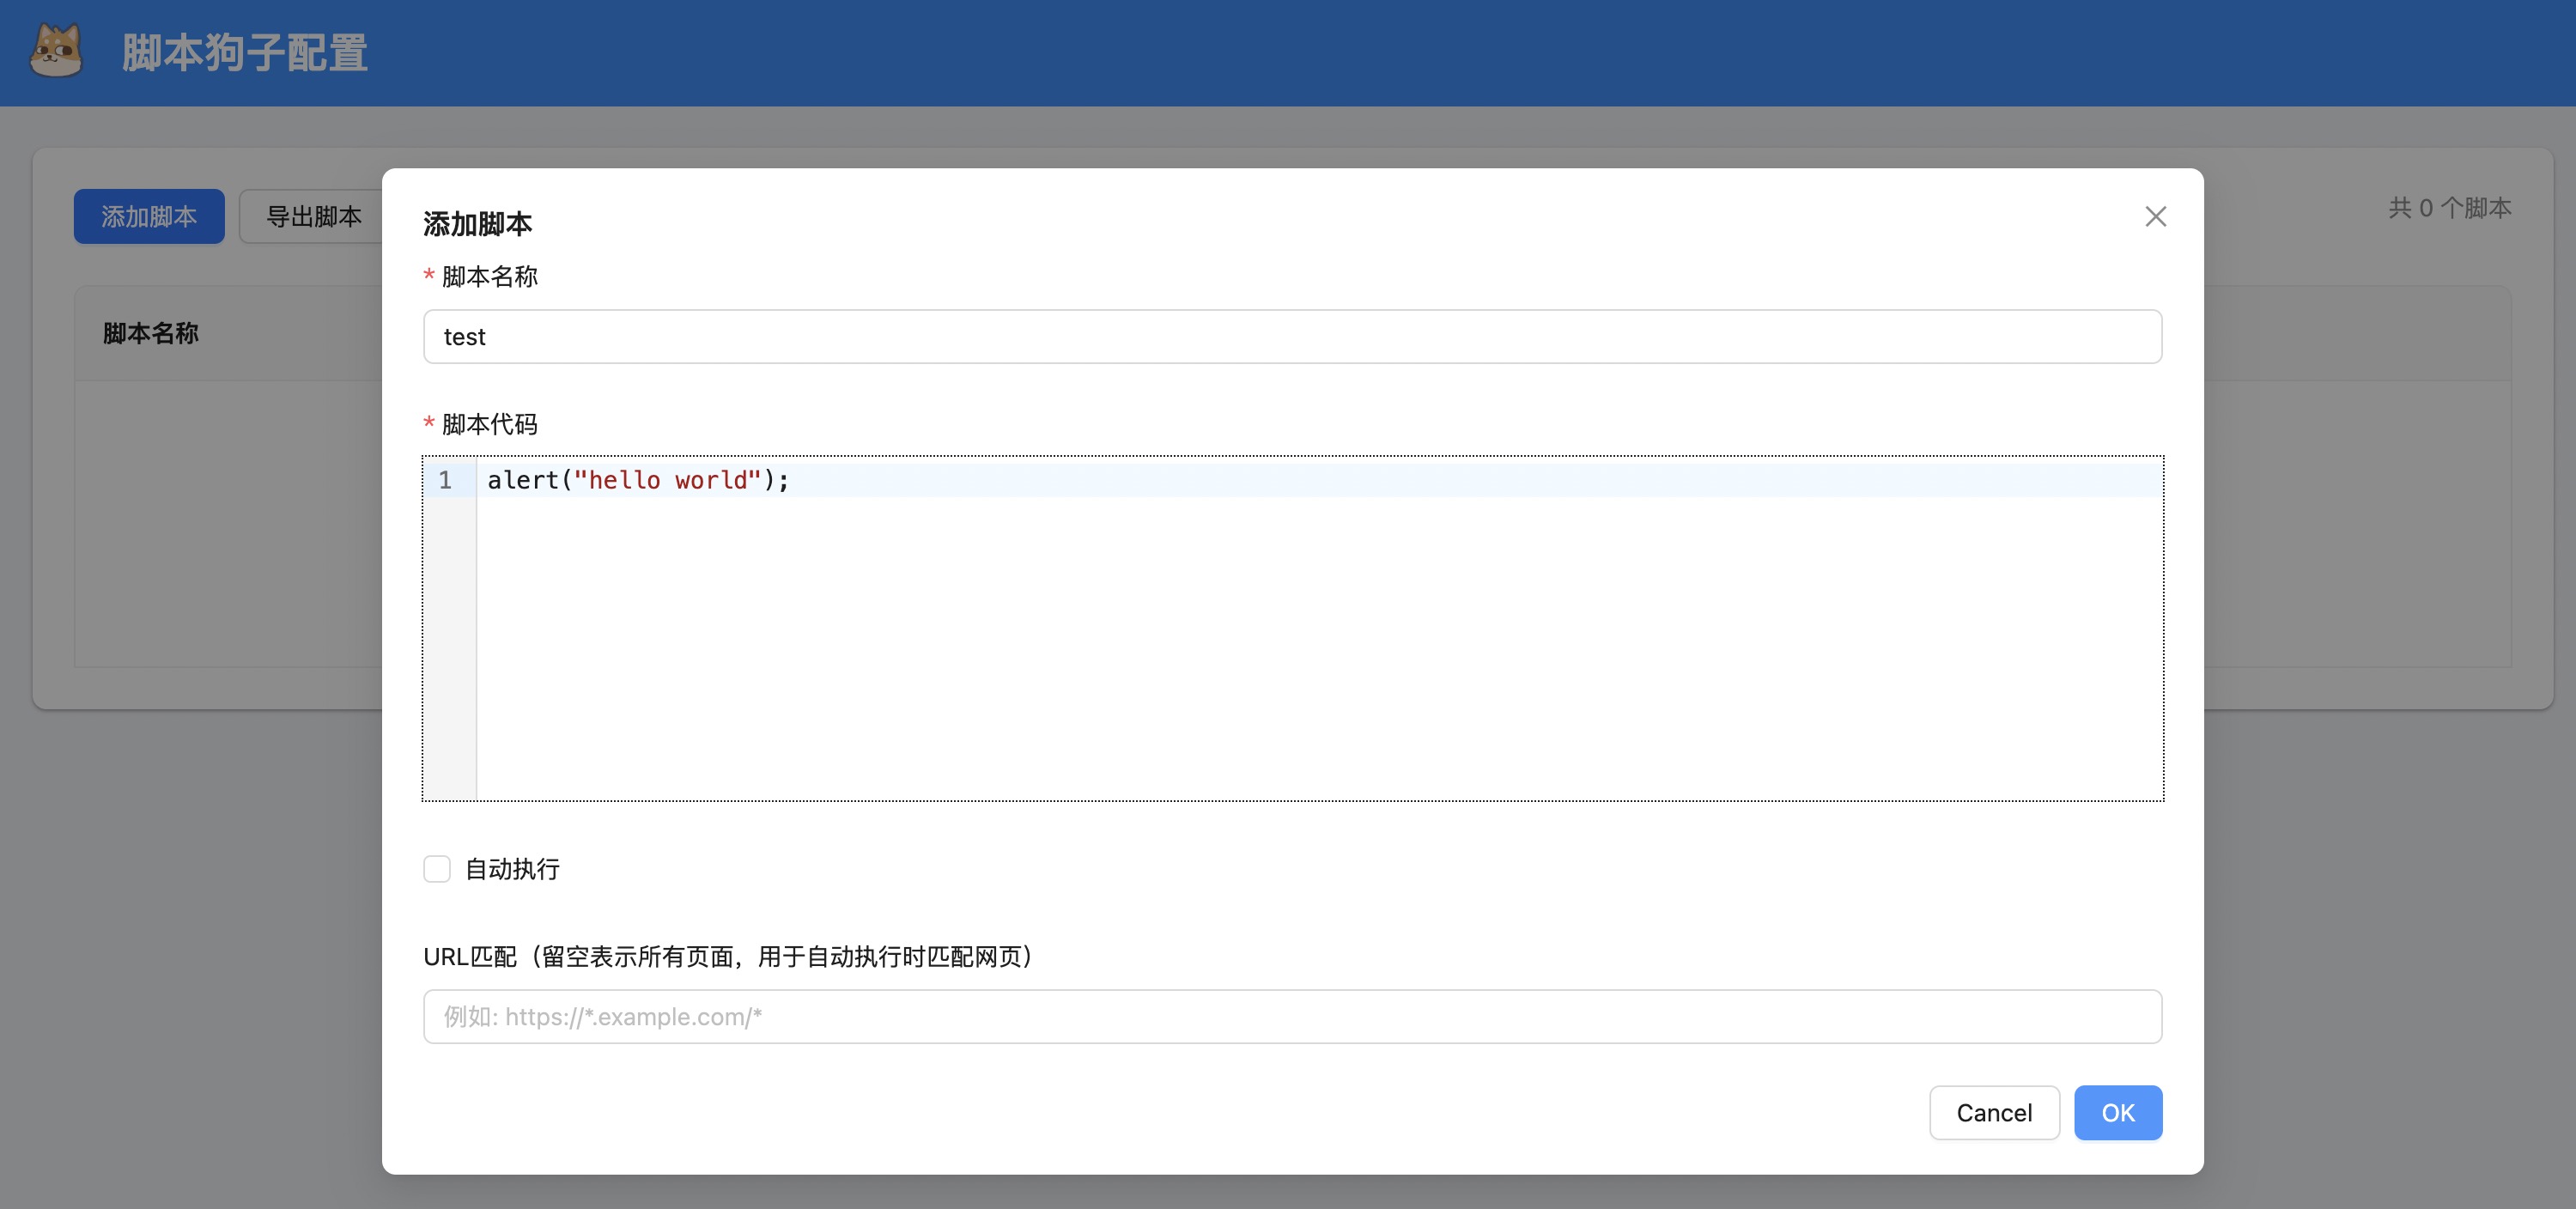 脚本狗子配置
添加脚本 导出脚本
共 0 个脚本
脚本名称
添加脚本
* 脚本名称
test
* 脚本代码
1 alert("hello world");
自动执行
URL匹配（留空表示所有页面，用于自动执行时匹配网页）
例如: https://*.example.com/*
Cancel OK